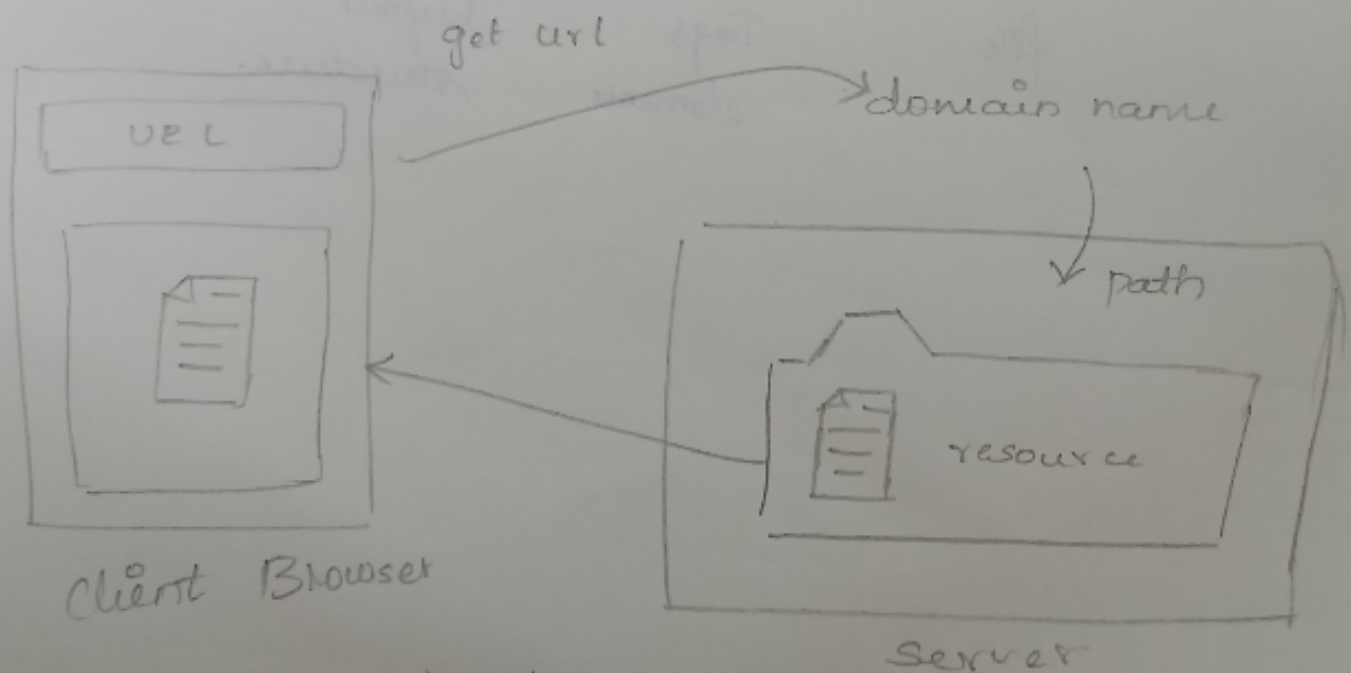 get url
domain name
URL
path
resource
Client Browser
Server